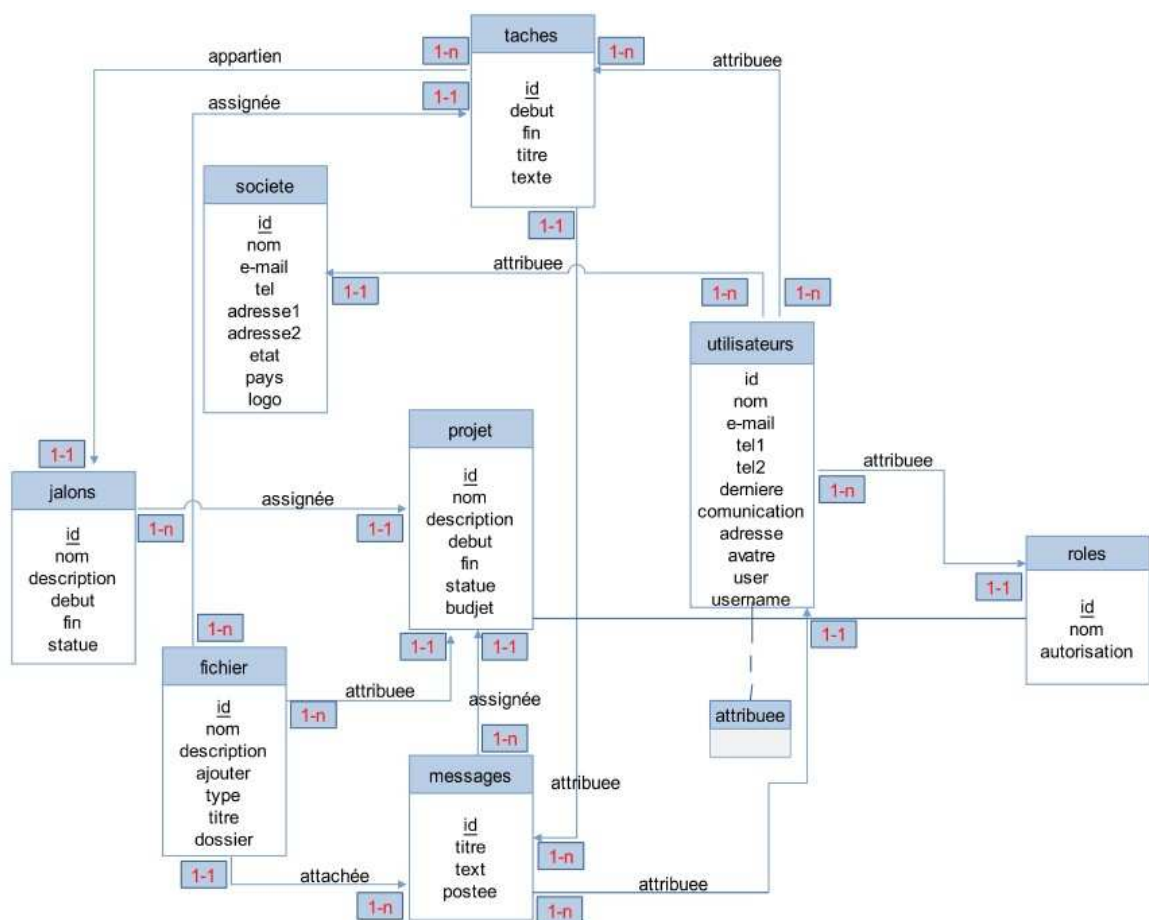 taches
id
debut
fin
titre
texte
1-n
1-n
appartien
attribuee
1-1
assignée
1-1
societe
id
nom
e-mail
tel
adresse1
adresse2
etat
pays
logo
attribuee
1-1
1-n
1-n
utilisateurs
id
nom
e-mail
tel1
tel2
derniere
comunication
adresse
avatre
user
username
projet
id
nom
description
debut
fin
statue
budjet
1-1
jalons
id
nom
description
debut
fin
statue
assignée
1-n
1-1
attribuee
1-n
1-1
roles
id
nom
autorisation
1-n
fichier
id
nom
description
ajouter
type
titre
dossier
1-1
1-1
1-1
attribuee
1-n
assignée
1-n
attribuee
messages
id
titre
text
postee
attribuee
1-n
1-1
attachée
1-n
attribuee
1-n